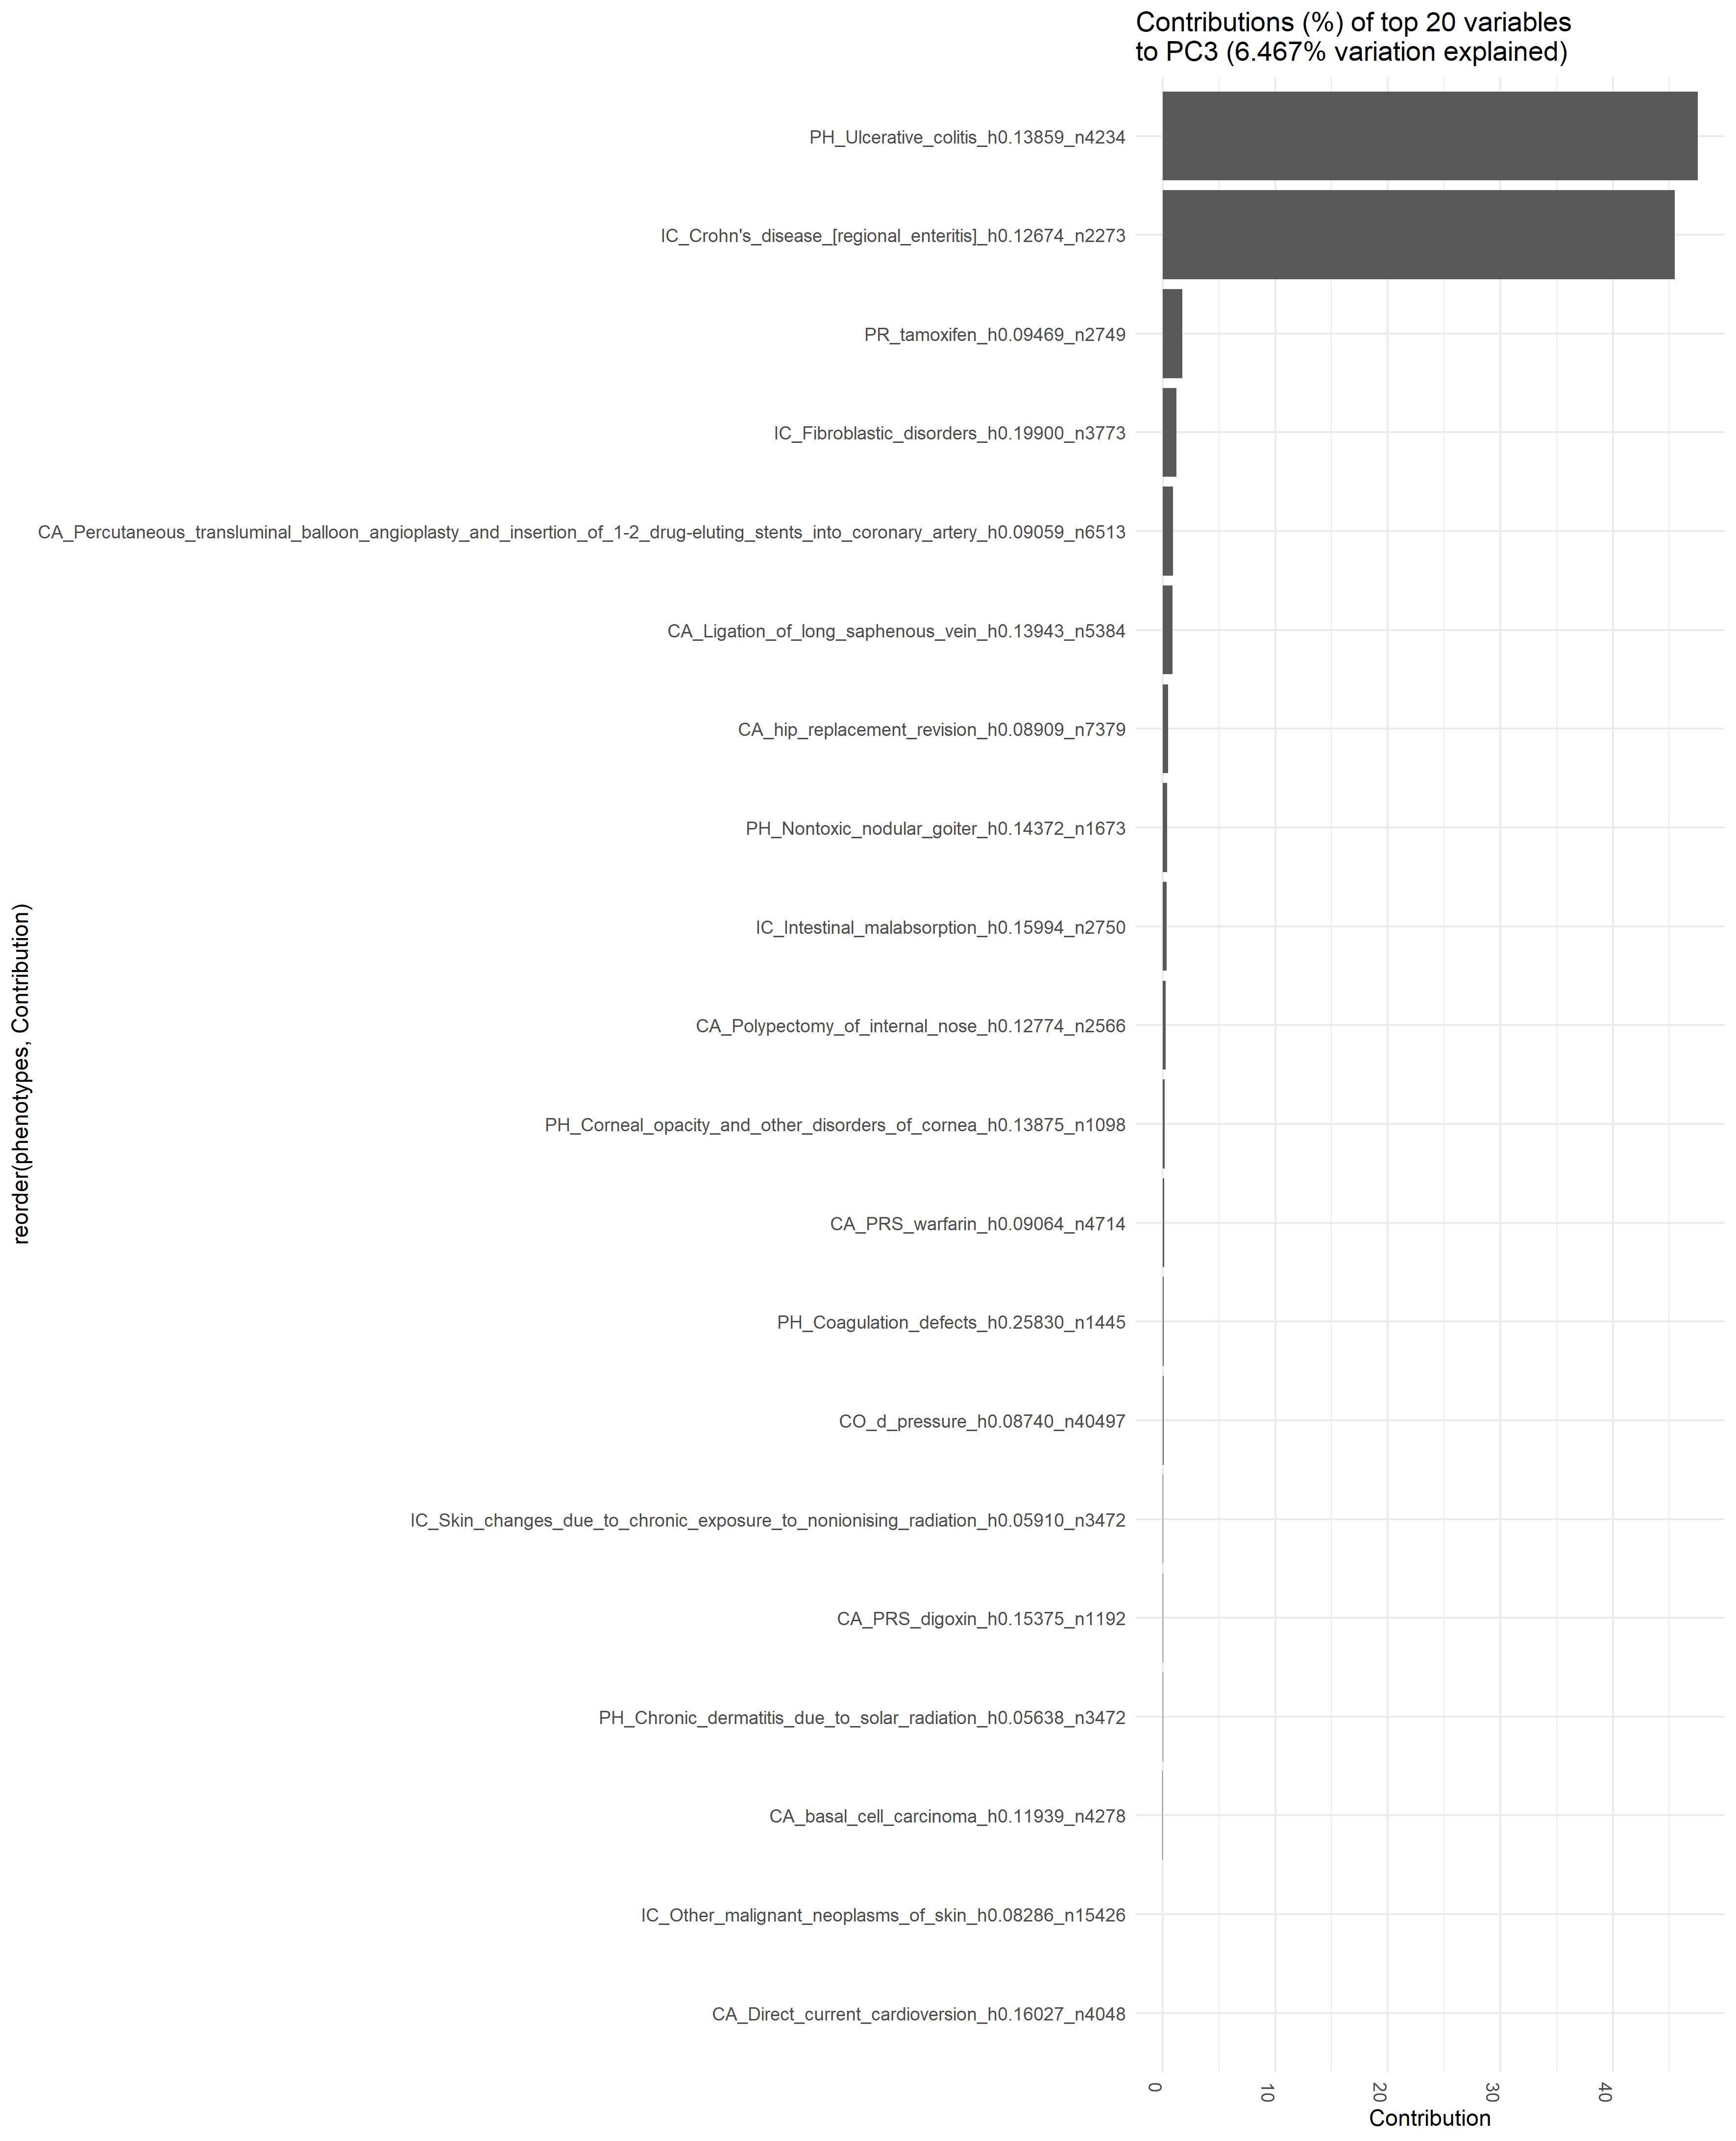 Contributions (%) of top 20 variables
to PC3 (6.467% variation explained)
PH_Ulcerative_colitis_h0.13859_n4234
IC_Crohn's_disease_[regional_enteritis]_h0.12674_n2273
PR_tamoxifen_h0.09469_n2749
IC_Fibroblastic_disorders_h0.19900_n3773
CA_Percutaneous_transluminal_balloon_angioplasty_and_insertion_of_1-2_drug-eluting_stents_into_coronary_artery_h0.09059_n6513
CA_Ligation_of_long_saphenous_vein_h0.13943_n5384
CA_hip_replacement_revision_h0.08909_n7379
PH_Nontoxic_nodular_goiter_h0.14372_n1673
IC_Intestinal_malabsorption_h0.15994_n2750
CA_Polypectomy_of_internal_nose_h0.12774_n2566
PH_Corneal_opacity_and_other_disorders_of_cornea_h0.13875_n1098
CA_PRS_warfarin_h0.09064_n4714
PH_Coagulation_defects_h0.25830_n1445
CO_d_pressure_h0.08740_n40497
IC_Skin_changes_due_to_chronic_exposure_to_nonionising_radiation_h0.05910_n3472
CA_PRS_digoxin_h0.15375_n1192
PH_Chronic_dermatitis_due_to_solar_radiation_h0.05638_n3472
CA_basal_cell_carcinoma_h0.11939_n4278
IC_Other_malignant_neoplasms_of_skin_h0.08286_n15426
CA_Direct_current_cardioversion_h0.16027_n4048
reorder(phenotypes, Contribution)
0
10
20
30
40
Contribution